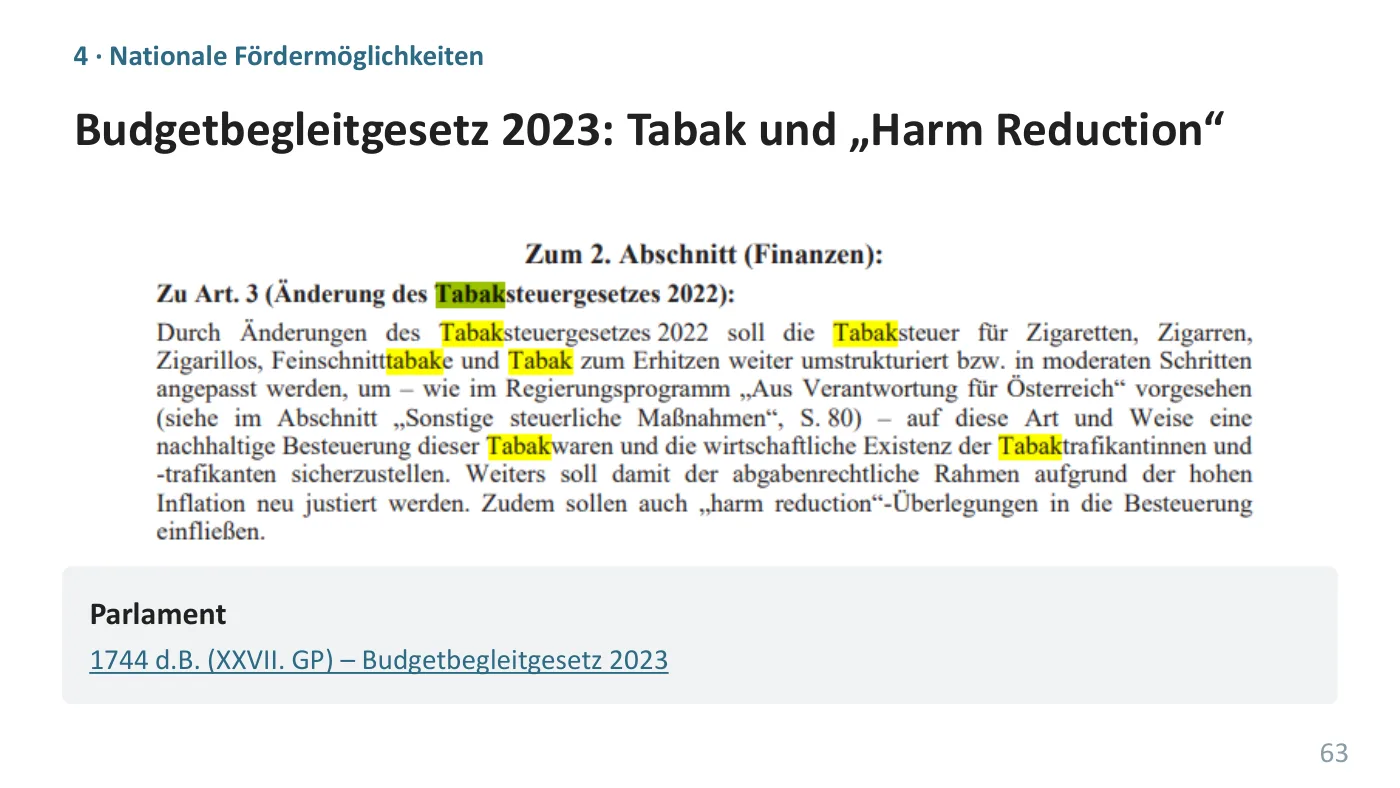 4 · Nationale Fördermöglichkeiten
Budgetbegleitgesetz 2023: Tabak und „Harm Reduction“
Zum 2. Abschnitt (Finanzen):
Zu Art. 3 (Änderung des Tabaksteuergesetzes 2022):
Durch Änderungen des Tabaksteuergesetzes 2022 soll die Tabaksteuer für Zigaretten, Zigarren,
Zigarillos, Feinschnitttabake und Tabak zum Erhitzen weiter umstrukturiert bzw. in moderaten Schritten
angepasst werden, um – wie im Regierungsprogramm „Aus Verantwortung für Österreich“ vorgesehen
(siehe im Abschnitt „Sonstige steuerliche Maßnahmen“, S. 80) – auf diese Art und Weise eine
nachhaltige Besteuerung dieser Tabakwaren und die wirtschaftliche Existenz der Tabaktrafikantinnen und
-trafikanten sicherzustellen. Weiters soll damit der abgabenrechtliche Rahmen aufgrund der hohen
Inflation neu justiert werden. Zudem sollen auch „harm reduction“-Überlegungen in die Besteuerung
einfließen.
Parlament
1744 d.B. (XXVII. GP) – Budgetbegleitgesetz 2023
63